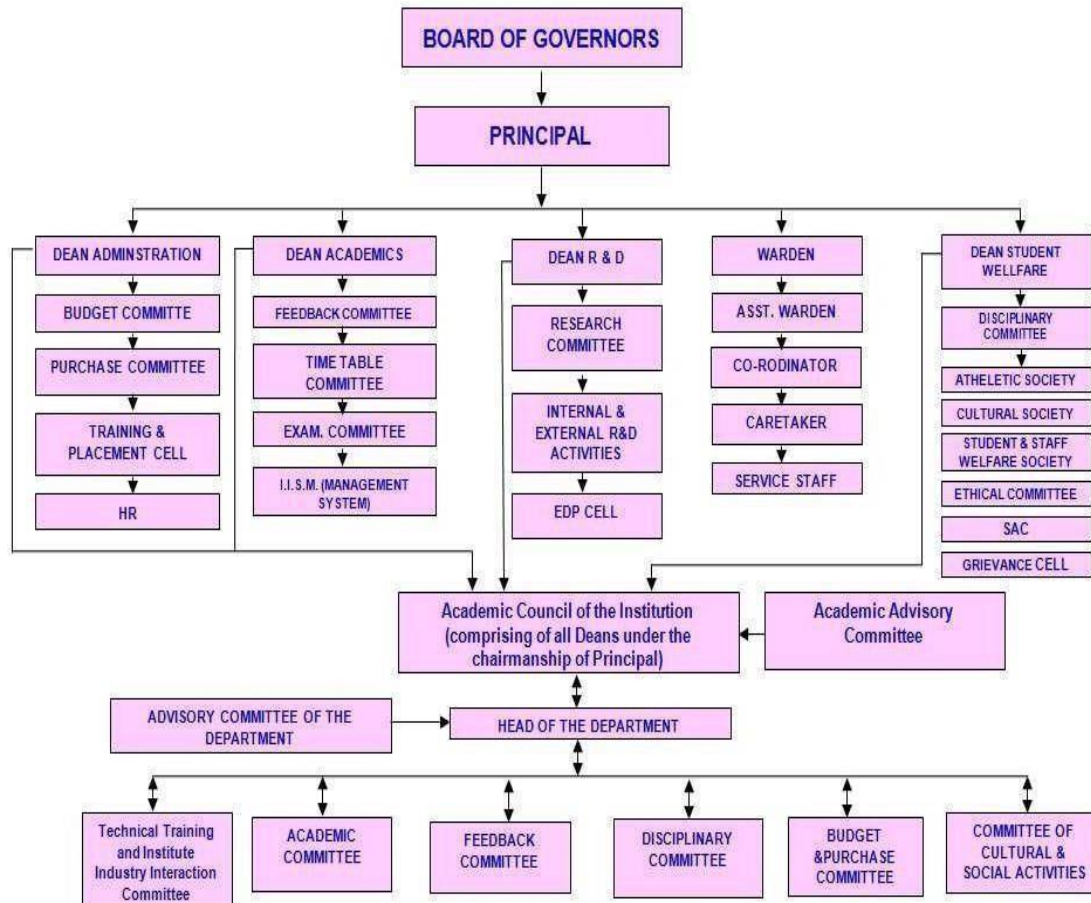 BOARD OF GOVERNORS
PRINCIPAL
DEAN ADMINSTRATION
BUDGET COMMITTE
PURCHASE COMMITTEE
TRAINING &
PLACEMENT CELL
HR
DEAN ACADEMICS
FEEDBACK COMMITTEE
TIME TABLE
COMMITTEE
EXAM. COMMITTEE
I.I.S.M. (MANAGEMENT
SYSTEM)
DEAN R & D
RESEARCH
COMMITTEE
INTERNAL &
EXTERNAL R&D
ACTIVITIES
EDP CELL
WARDEN
ASST. WARDEN
CO-RODINATOR
CARETAKER
SERVICE STAFF
DEAN STUDENT
WELLFARE
DISCIPLINARY
COMMITTEE
ATHELETIC SOCIETY
CULTURAL SOCIETY
STUDENT & STAFF
WELFARE SOCIETY
ETHICAL COMMITTEE
SAC
GRIEVANCE CELL
Academic Council of the Institution
(comprising of all Deans under the
chairmanship of Principal)
Academic Advisory
Committee
ADVISORY COMMITTEE OF THE
DEPARTMENT
HEAD OF THE DEPARTMENT
Technical Training
and Institute
Industry Interaction
Committee
ACADEMIC
COMMITTEE
FEEDBACK
COMMITTEE
DISCIPLINARY
COMMITTEE
BUDGET
&PURCHASE
COMMITTEE
COMMITTEE OF
CULTURAL &
SOCIAL ACTIVITIES